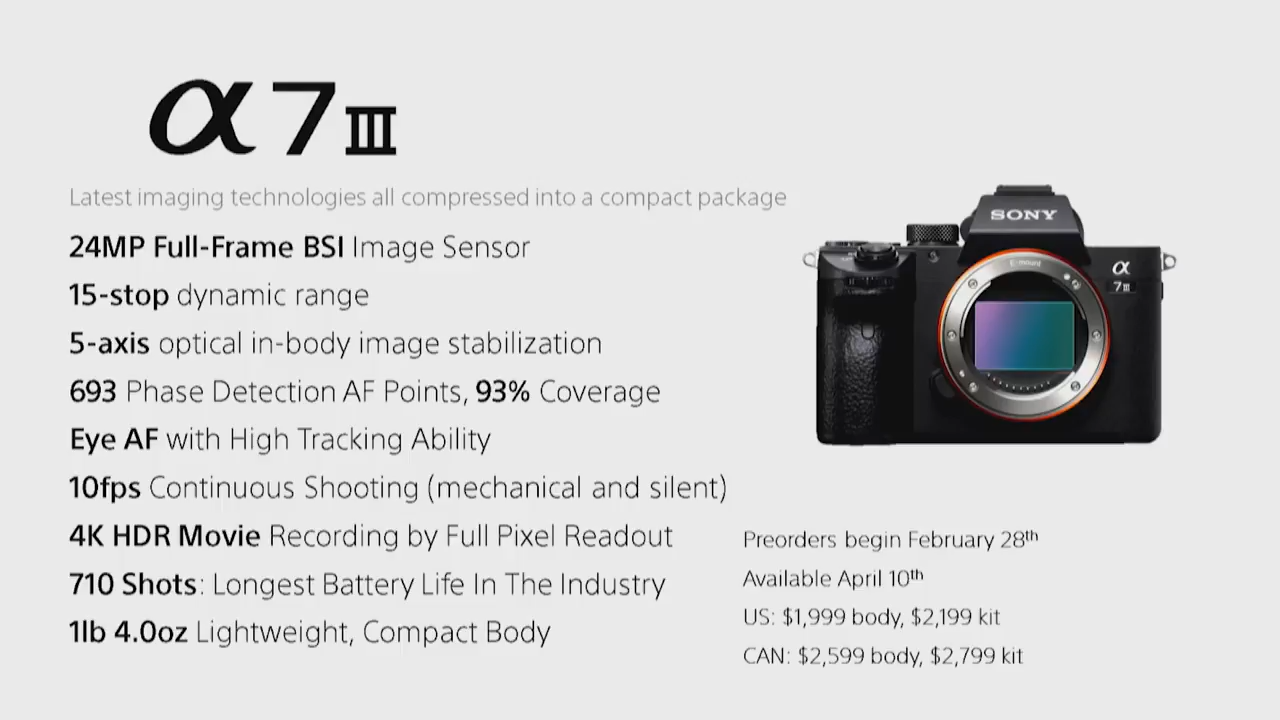 α7III
Latest imaging technologies all compressed into a compact package
24MP Full-Frame BSI Image Sensor
15-stop dynamic range
5-axis optical in-body image stabilization
693 Phase Detection AF Points, 93% Coverage
Eye AF with High Tracking Ability
10fps Continuous Shooting (mechanical and silent)
4K HDR Movie Recording by Full Pixel Readout
710 Shots: Longest Battery Life In The Industry
1lb 4.0oz Lightweight, Compact Body
SONY
E-mount
α
7III
Preorders begin February 28th
Available April 10th
US: $1,999 body, $2,199 kit
CAN: $2,599 body, $2,799 kit